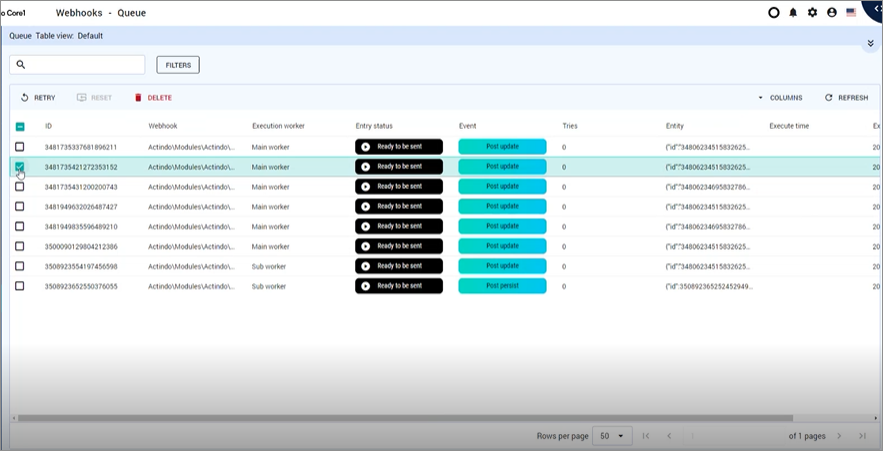 o Core1 Webhooks - Queue
Queue Table view: Default
FILTERS
RETRY RESET DELETE COLUMNS REFRESH
ID Webhook Execution worker Entry status Event Tries Entity Execute time Ex
3481735337681896211 Actindo\Modules\Actindo\... Main worker Ready to be sent Post update 0 {"id":"34806234515832625... 20
3481735421272353152 Actindo\Modules\Actindo\... Main worker Ready to be sent Post update 0 {"id":"34806234515832625... 20
3481735431200200743 Actindo\Modules\Actindo\... Main worker Ready to be sent Post update 0 {"id":"34806234695832786... 20
3481949632026487427 Actindo\Modules\Actindo\... Main worker Ready to be sent Post update 0 {"id":"34806234515832625... 20
3481949835596489210 Actindo\Modules\Actindo\... Main worker Ready to be sent Post update 0 {"id":"34806234695832786... 20
3500090129804212386 Actindo\Modules\Actindo\... Main worker Ready to be sent Post update 0 {"id":"34806234515832625... 20
3508923554197456598 Actindo\Modules\Actindo\... Sub worker Ready to be sent Post update 0 {"id":"34806234515832625... 20
3508923652550376055 Actindo\Modules\Actindo\... Sub worker Ready to be sent Post persist 0 {"id":350892365252452949... 20
Rows per page 50 of 1 pages